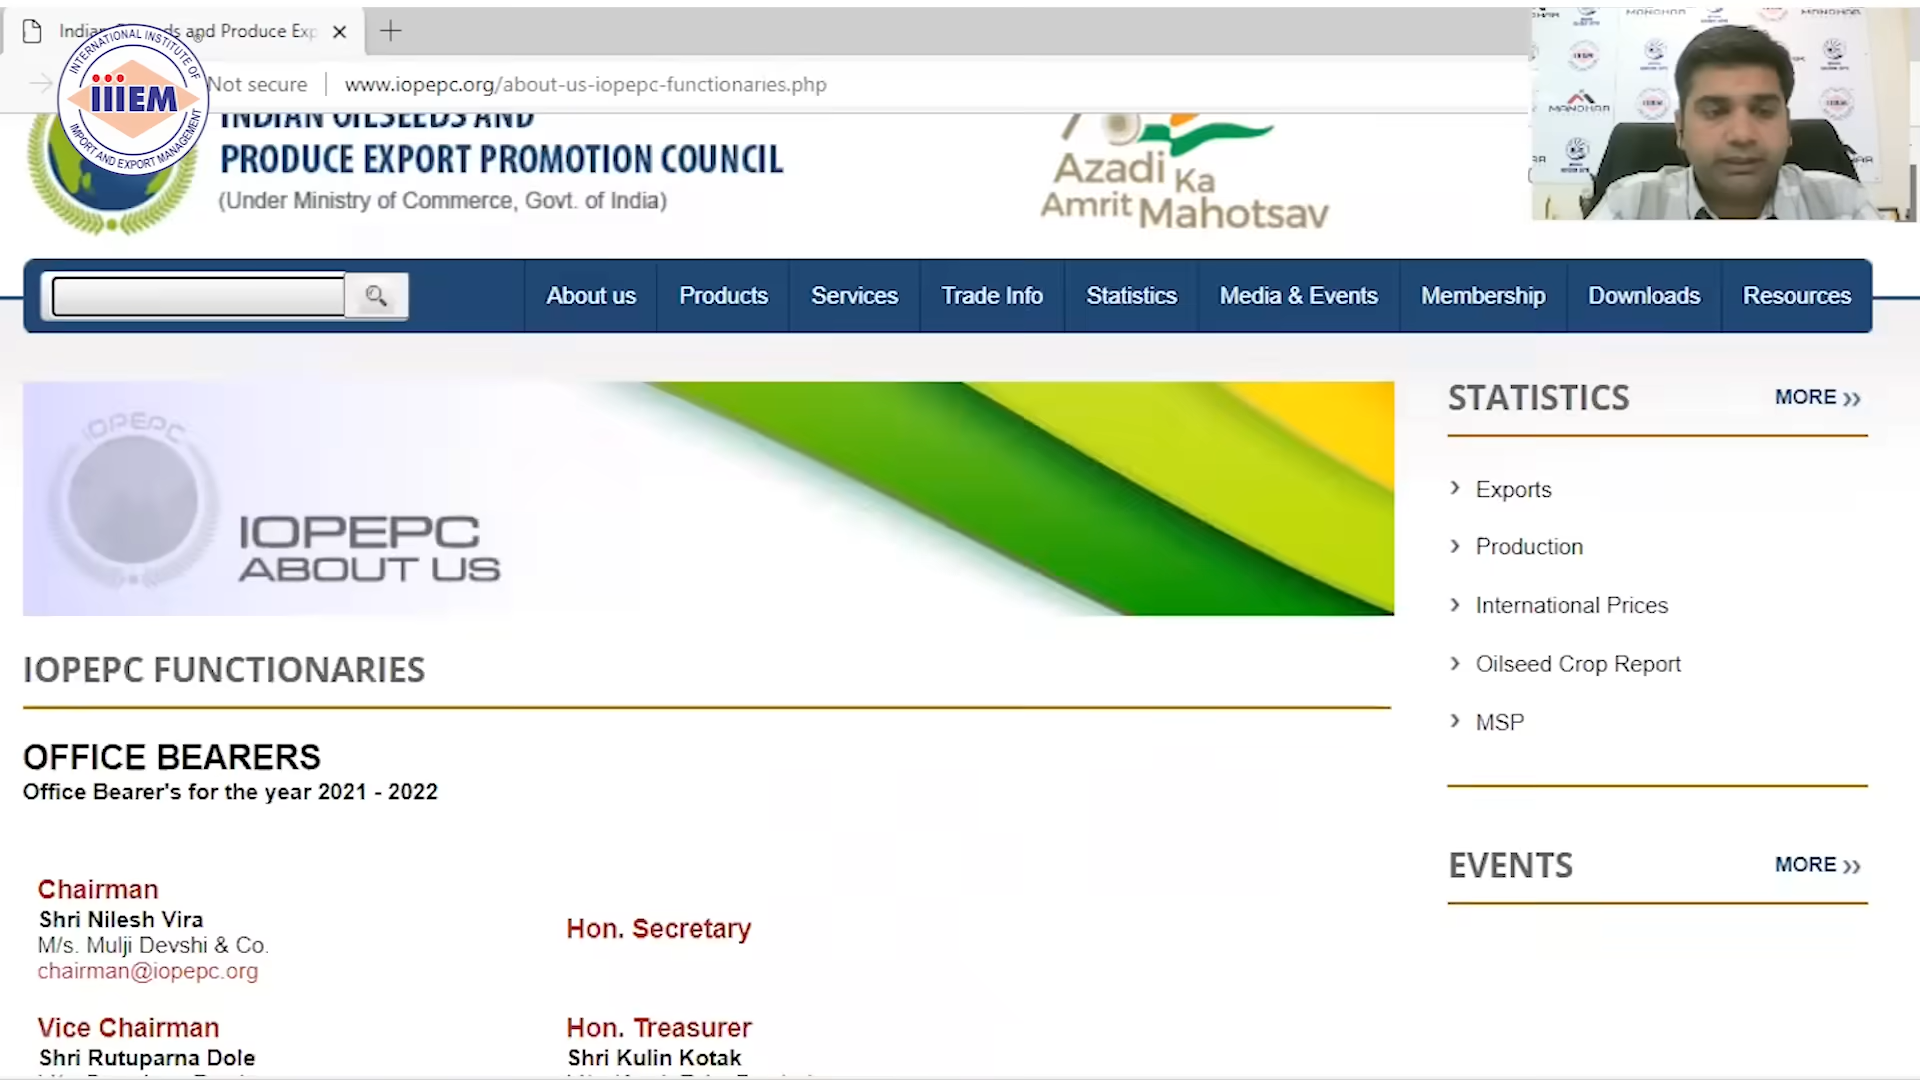 Not secure
www.iopepc.org/about-us-iopepc-functionaries.php
INTERNATIONAL INSTITUTE OF
iiiEM
IMPORT AND EXPORT MANAGEMENT
INDIAN OILSEEDS AND
PRODUCE EXPORT PROMOTION COUNCIL
(Under Ministry of Commerce, Govt. of India)
Azadi Ka
Amrit Mahotsav
MANDHAR
About us
Products
Services
Trade Info
Statistics
Media & Events
Membership
Downloads
Resources
IOPEPC
IOPEPC
ABOUT US
IOPEPC FUNCTIONARIES
OFFICE BEARERS
Office Bearer's for the year 2021 - 2022
Chairman
Shri Nilesh Vira
M/s. Mulji Devshi & Co.
chairman@iopepc.org
Hon. Secretary
Vice Chairman
Shri Rutuparna Dole
Hon. Treasurer
Shri Kulin Kotak
STATISTICS
MORE
Exports
Production
International Prices
Oilseed Crop Report
MSP
EVENTS
MORE